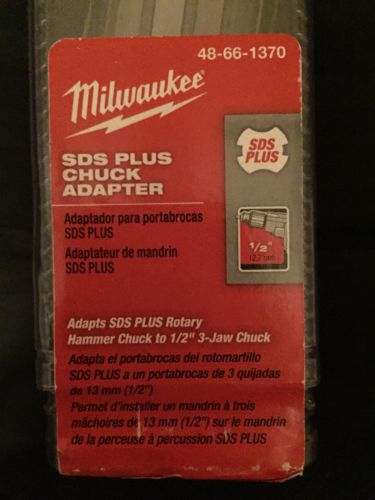 48-66-1370
Milwaukee
SDS
PLUS
SDS PLUS
CHUCK
ADAPTER
Adaptador para portabrocas
SDS PLUS
Adaptateur de mandrin
SDS PLUS
1/2"
12,7 mm
Adapts SDS PLUS Rotary
Hammer Chuck to 1/2" 3-Jaw Chuck
Adapta el portabrocas del rotomartillo
SDS PLUS a un portabrocas de 3 quijadas
de 13 mm (1/2")
Permet d'installer un mandrin à trois
mâchoires de 13 mm (1/2") sur le mandrin
de la perceuse à percussion SDS PLUS